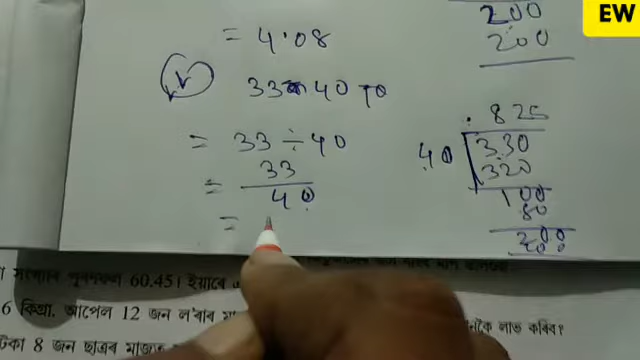 EW
200
200
= 4.08
33 40
= 33 ÷ 40
= 33
40
=
.825
40 330
320
100
80
200
60.45। ইয়াৰে
6 কিগ্ৰা. আপেল 12 জন ল'ৰাৰ
টকা 8 জন ছাত্ৰৰ মাজত
লাভ কৰিব?